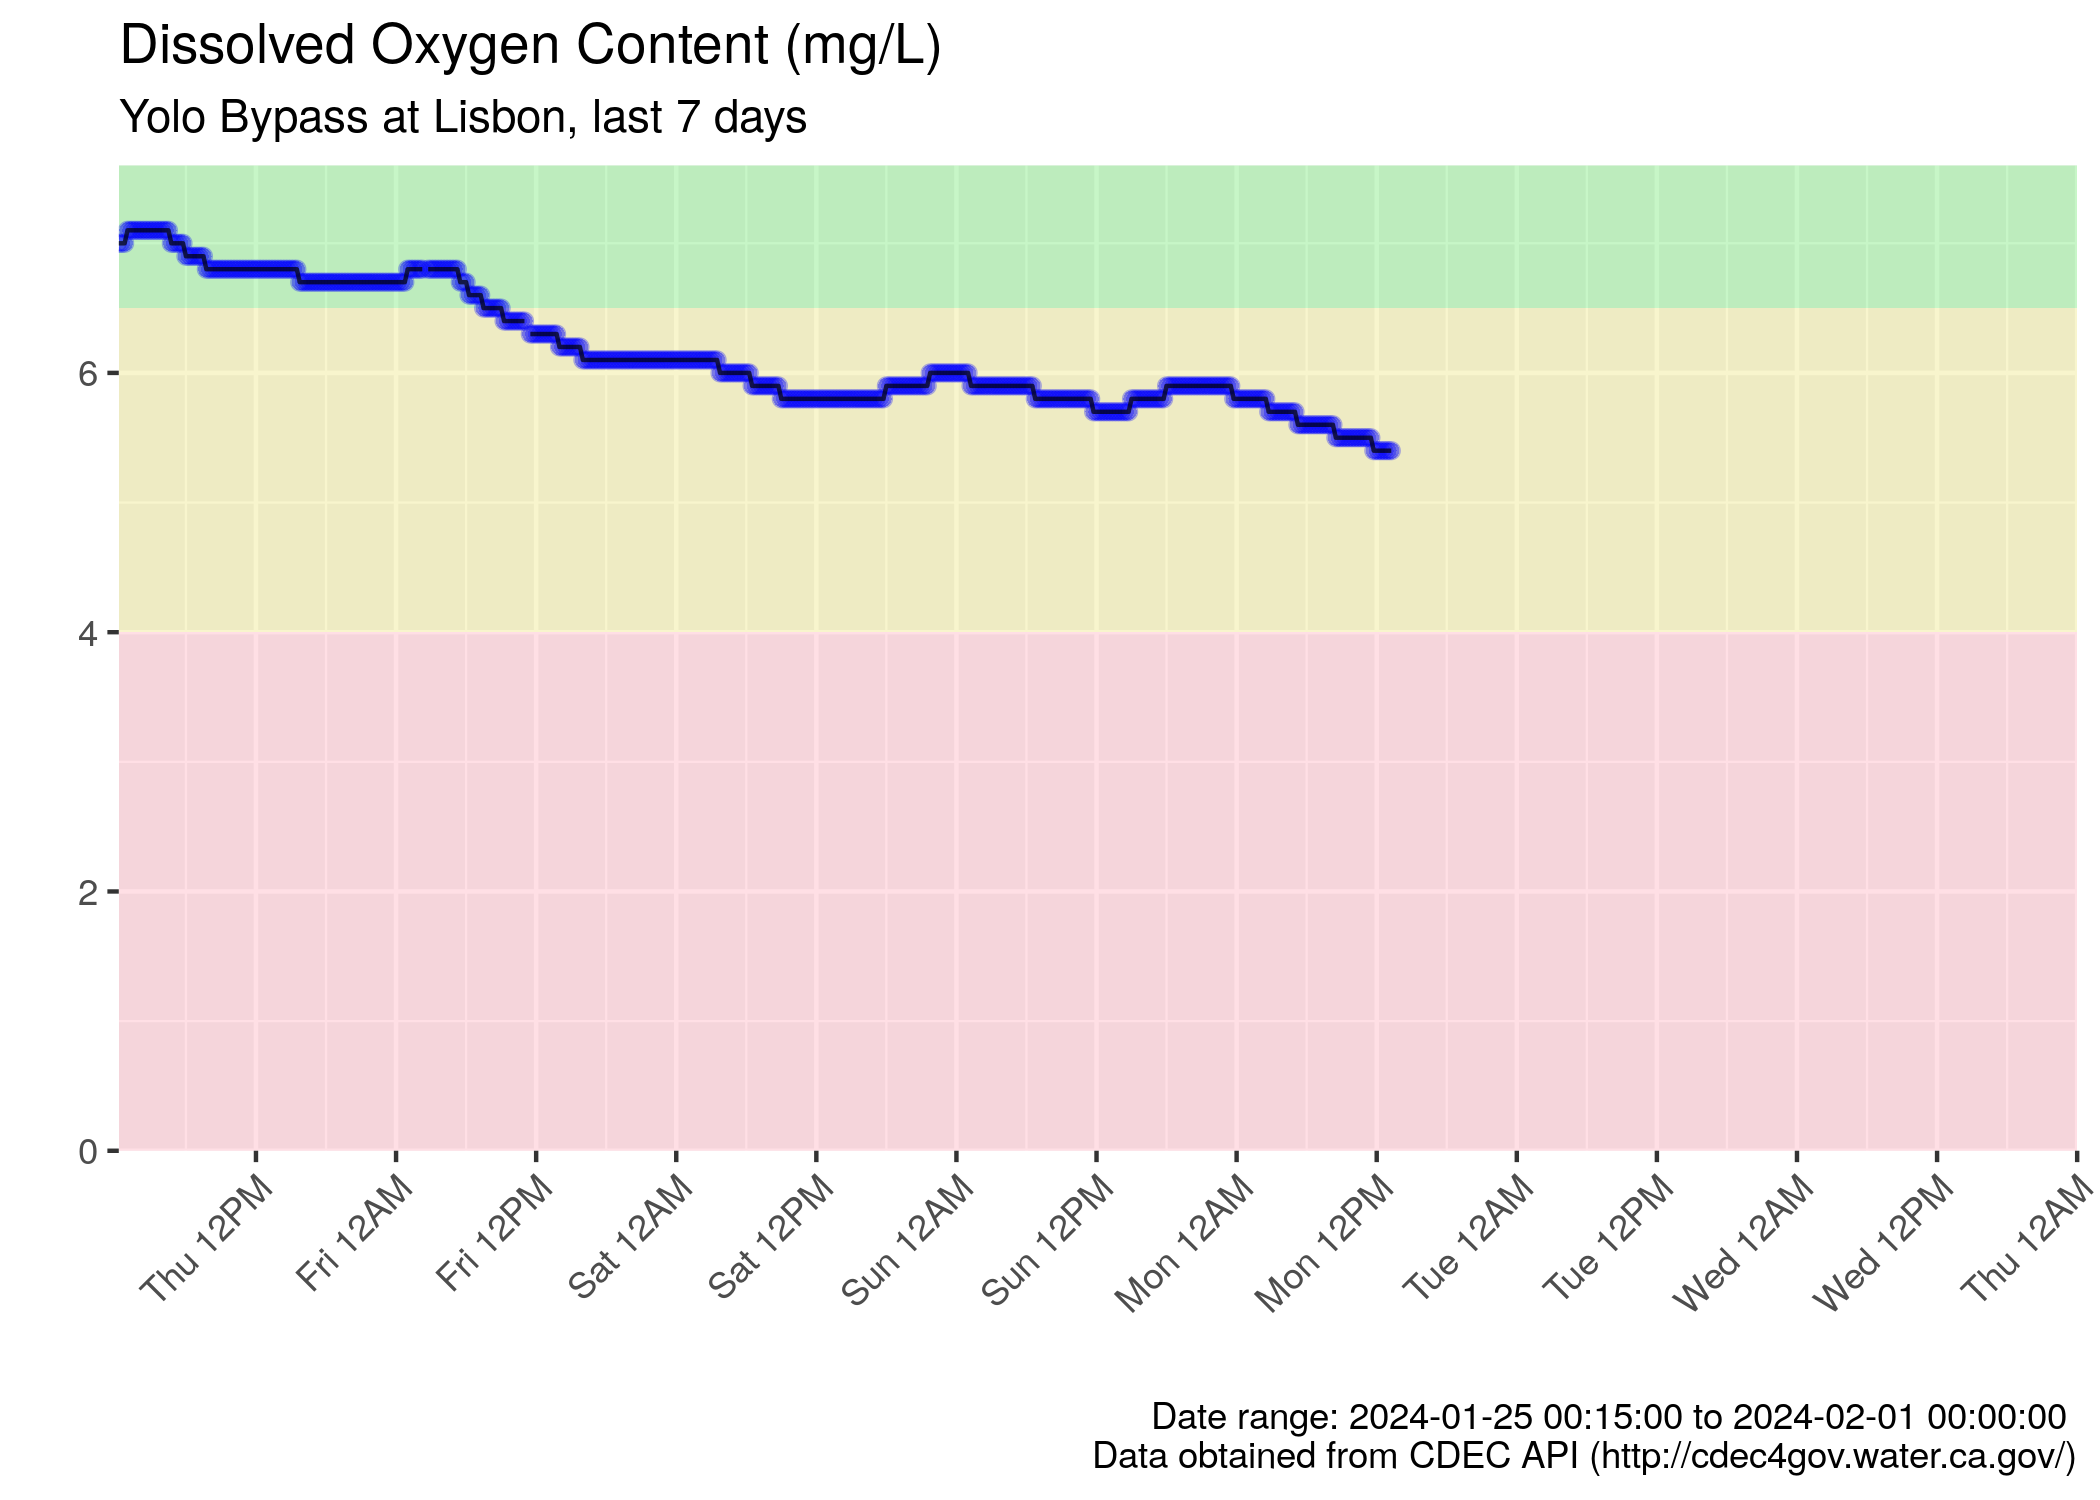 Dissolved Oxygen Content (mg/L)
Yolo Bypass at Lisbon, last 7 days
6
4
2
0
Thu 12PM
Fri 12AM
Fri 12PM
Sat 12AM
Sat 12PM
Sun 12AM
Sun 12PM
Mon 12AM
Mon 12PM
Tue 12AM
Tue 12PM
Wed 12AM
Wed 12PM
Thu 12AM
Date range: 2024-01-25 00:15:00 to 2024-02-01 00:00:00
Data obtained from CDEC API (http://cdec4gov.water.ca.gov/)